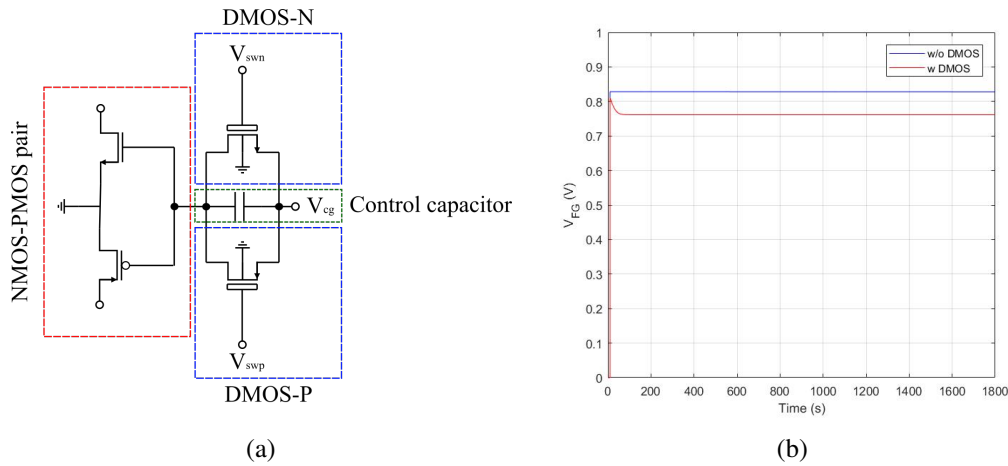 DMOS-N
V_swn
NMOS-PMOS pair
V_cg Control capacitor
V_swp
DMOS-P
(a)
1
0.9
0.8
0.7
0.6
0.5
0.4
0.3
0.2
0.1
0
V_FG (V)
w/o DMOS
w DMOS
0 200 400 600 800 1000 1200 1400 1600 1800
Time (s)
(b)